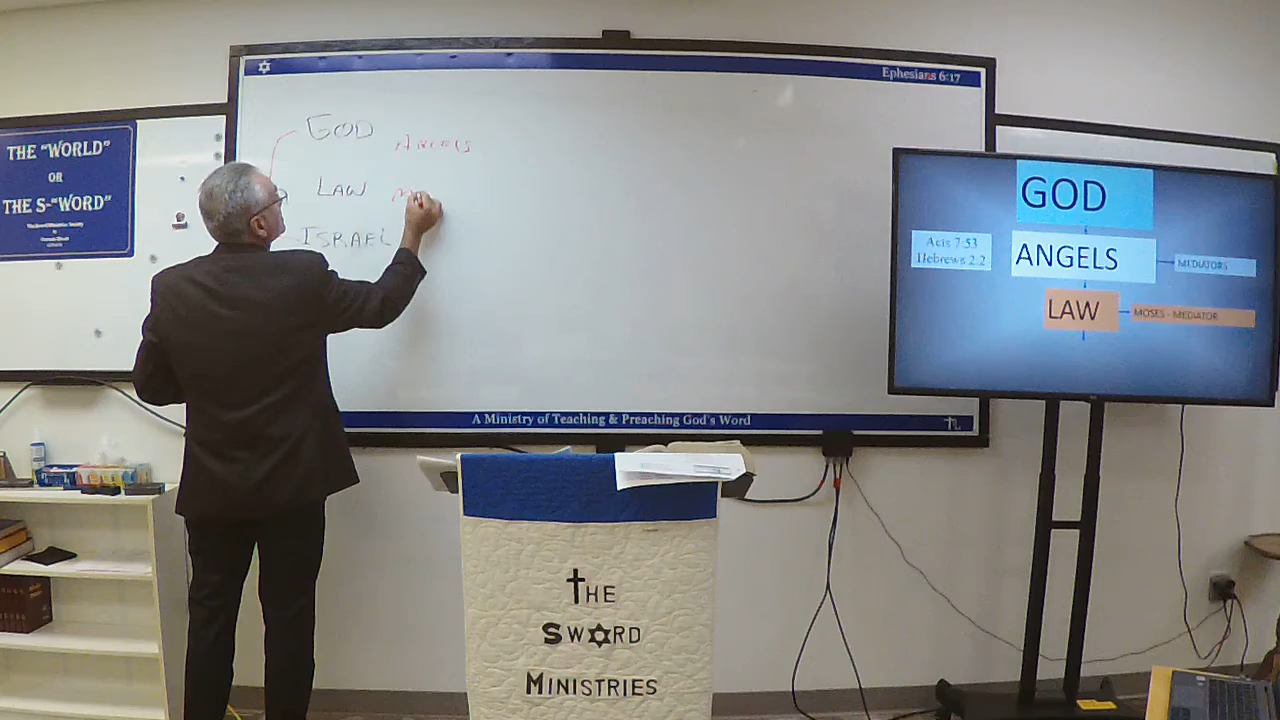 Ephesians 6:17
THE "WORLD"
OR
THE S-"WORD"
GOD
ANGELS
LAW
ISRAEL
GOD
Acts 7:53
Hebrews 2:2
ANGELS
MEDIATORS
LAW
MOSES - MEDIATOR
A Ministry of Teaching & Preaching God's Word
THE
SWORD
MINISTRIES